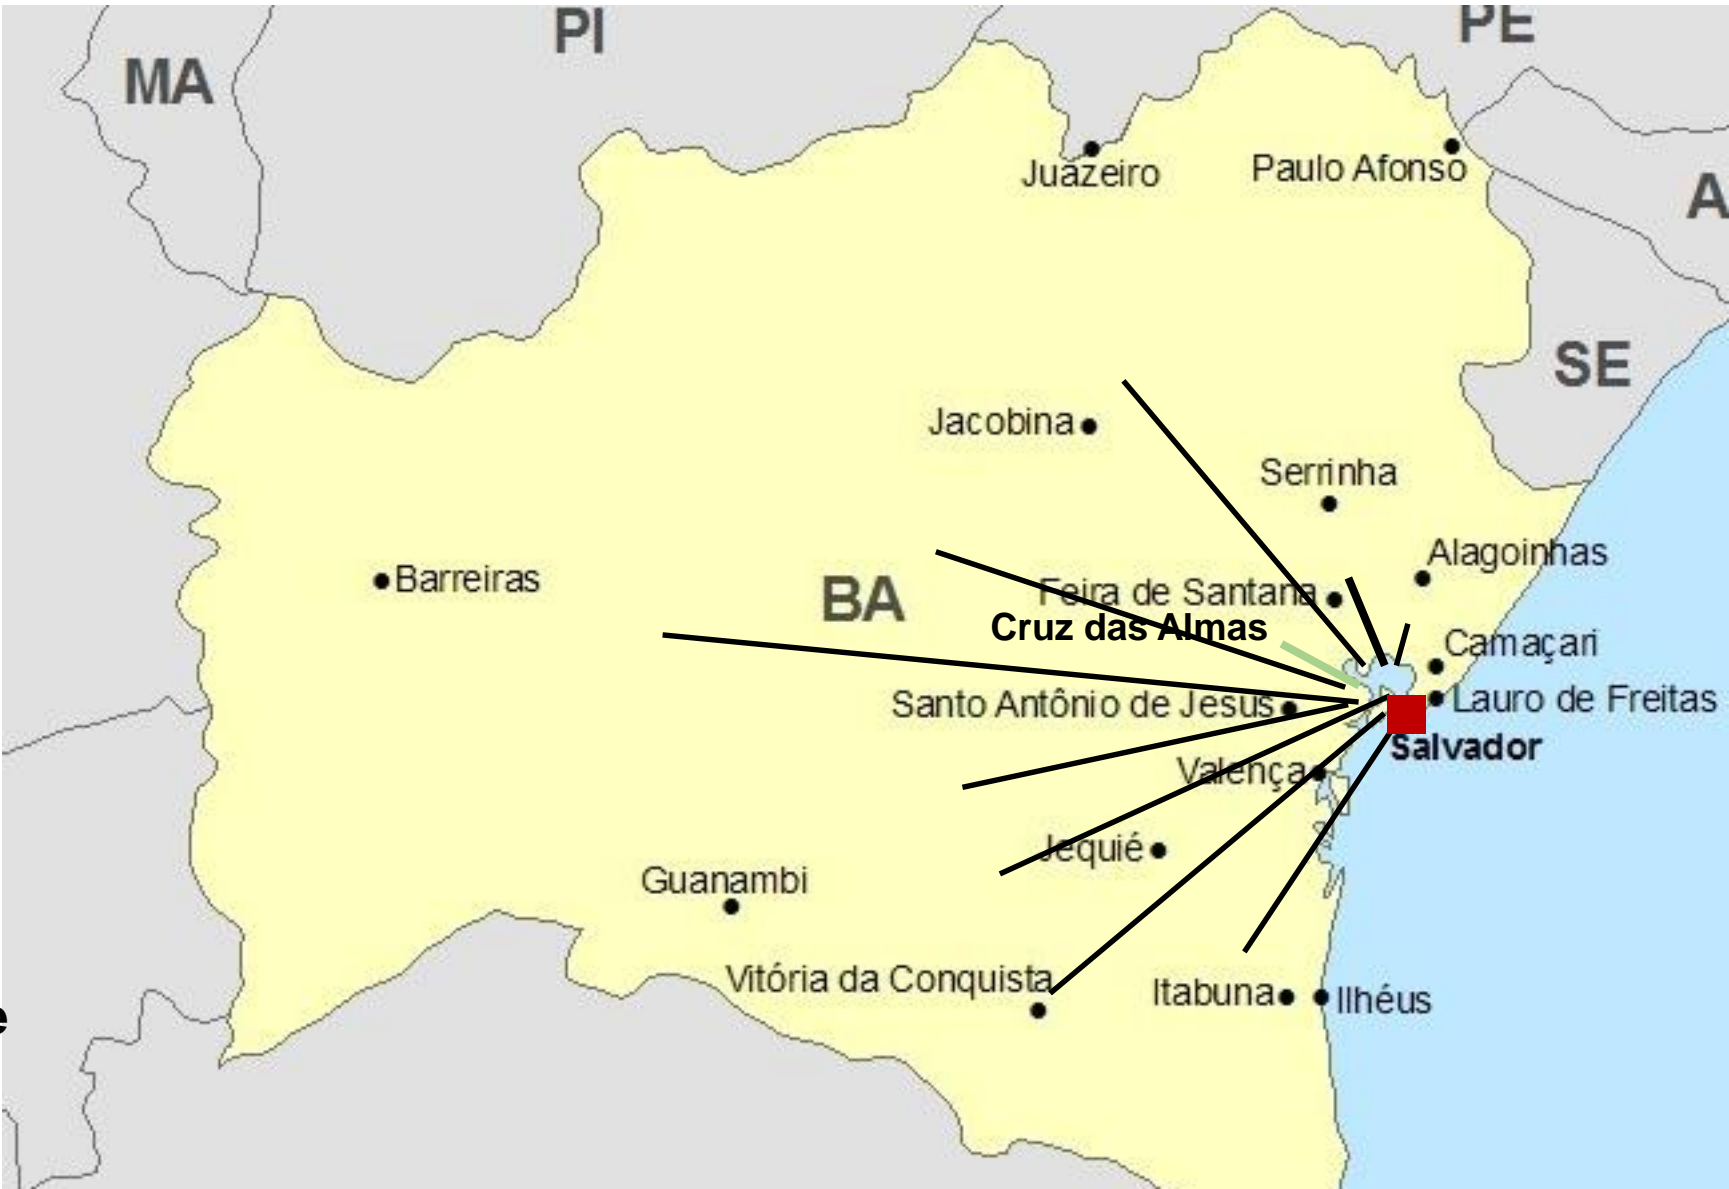 PI
PE
MA
Juazeiro
Paulo Afonso
A
SE
Jacobina
Serrinha
Alagoinhas
Barreiras
BA
Feira de Santana
Cruz das Almas
Camaçari
Santo Antônio de Jesus
Lauro de Freitas
Salvador
Valença
Jequié
Guanambi
Vitória da Conquista
Itabuna
Ilhéus
e